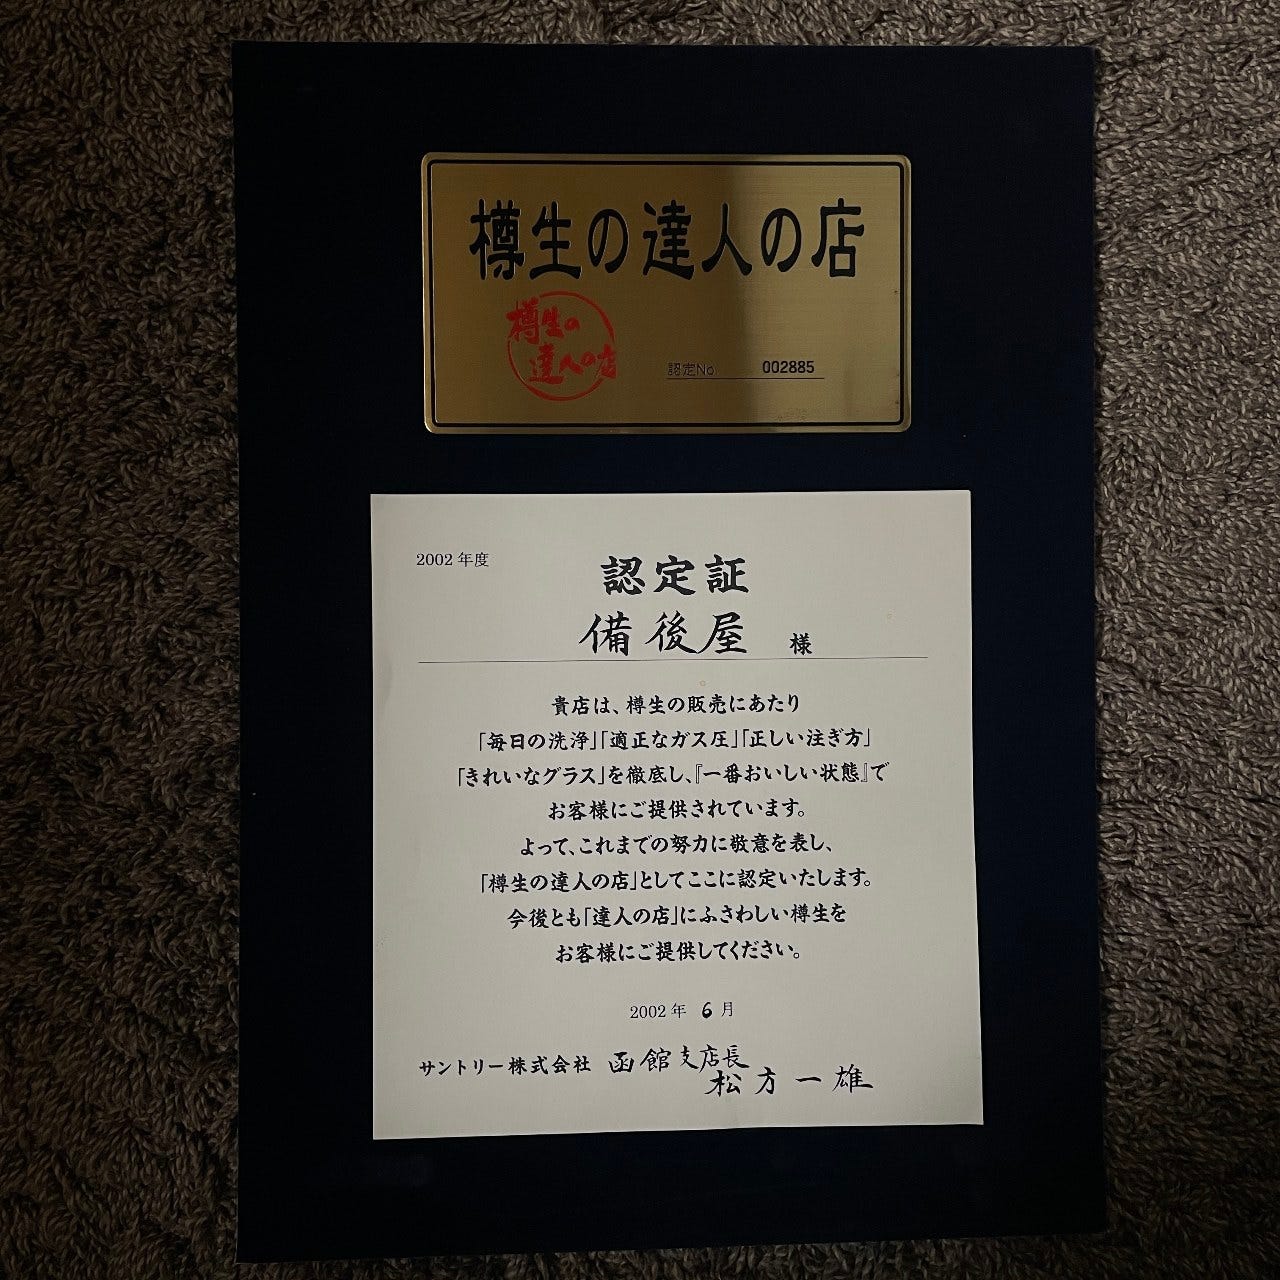 樽生の達人の店
樽生の
達人の店
認定No 002885
2002年度
認定証
備後屋 様
貴店は、樽生の販売にあたり
「毎日の洗浄」「適正なガス圧」「正しい注ぎ方」
「きれいなグラス」を徹底し、『一番おいしい状態』で
お客様にご提供されています。
よって、これまでの努力に敬意を表し、
「樽生の達人の店」としてここに認定いたします。
今後とも「達人の店」にふさわしい樽生を
お客様にご提供してください。
2002年 6月
サントリー株式会社 函館支店長
松方一雄